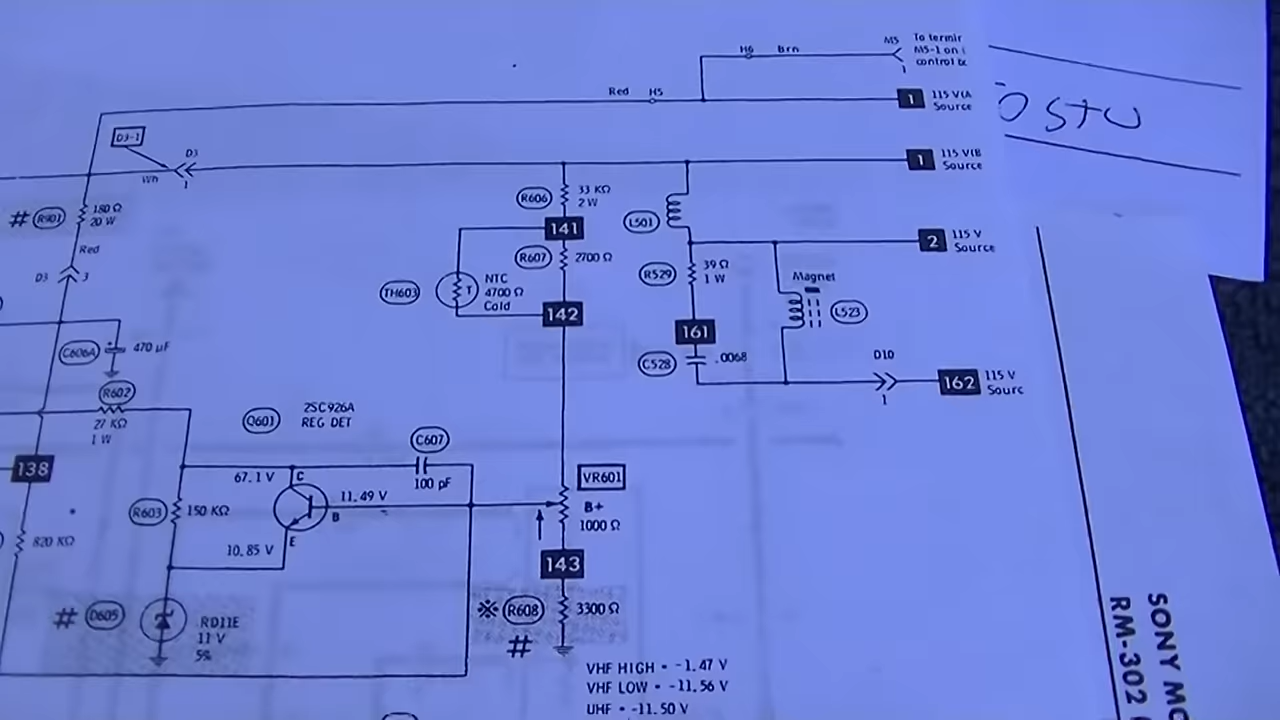 H6 Brn M5 To termir
M5-1 on
control
1
Red H5
1 115 V(A
Source
OSTU
D3-1
D3
Wh 1
1 115 V(B
Source
# R901 180 Ω
20 W
Red
D3 3
R606 33 KΩ
2 W
141
R607 2700 Ω
TH603 NTC
4700 Ω
Cold
142
L501
2 115 V
Source
R529 39 Ω
1 W
Magnet
L523
161
C528 .0068
D10
1
162 115 V
Sourc
C606A + 470 µF
R602
27 KΩ
1 W
138
820 KΩ
Q601 2SC926A
REG DET
C607
100 pF
67.1 V C
11.49 V
B
R603 150 KΩ
10.85 V E
VR601
B+
1000 Ω
143
# D605 RD11E
11 V
5%
※ R608 3300 Ω
#
VHF HIGH = -1.47 V
VHF LOW = -11.56 V
UHF = -11.50 V
SONY MO
RM-302